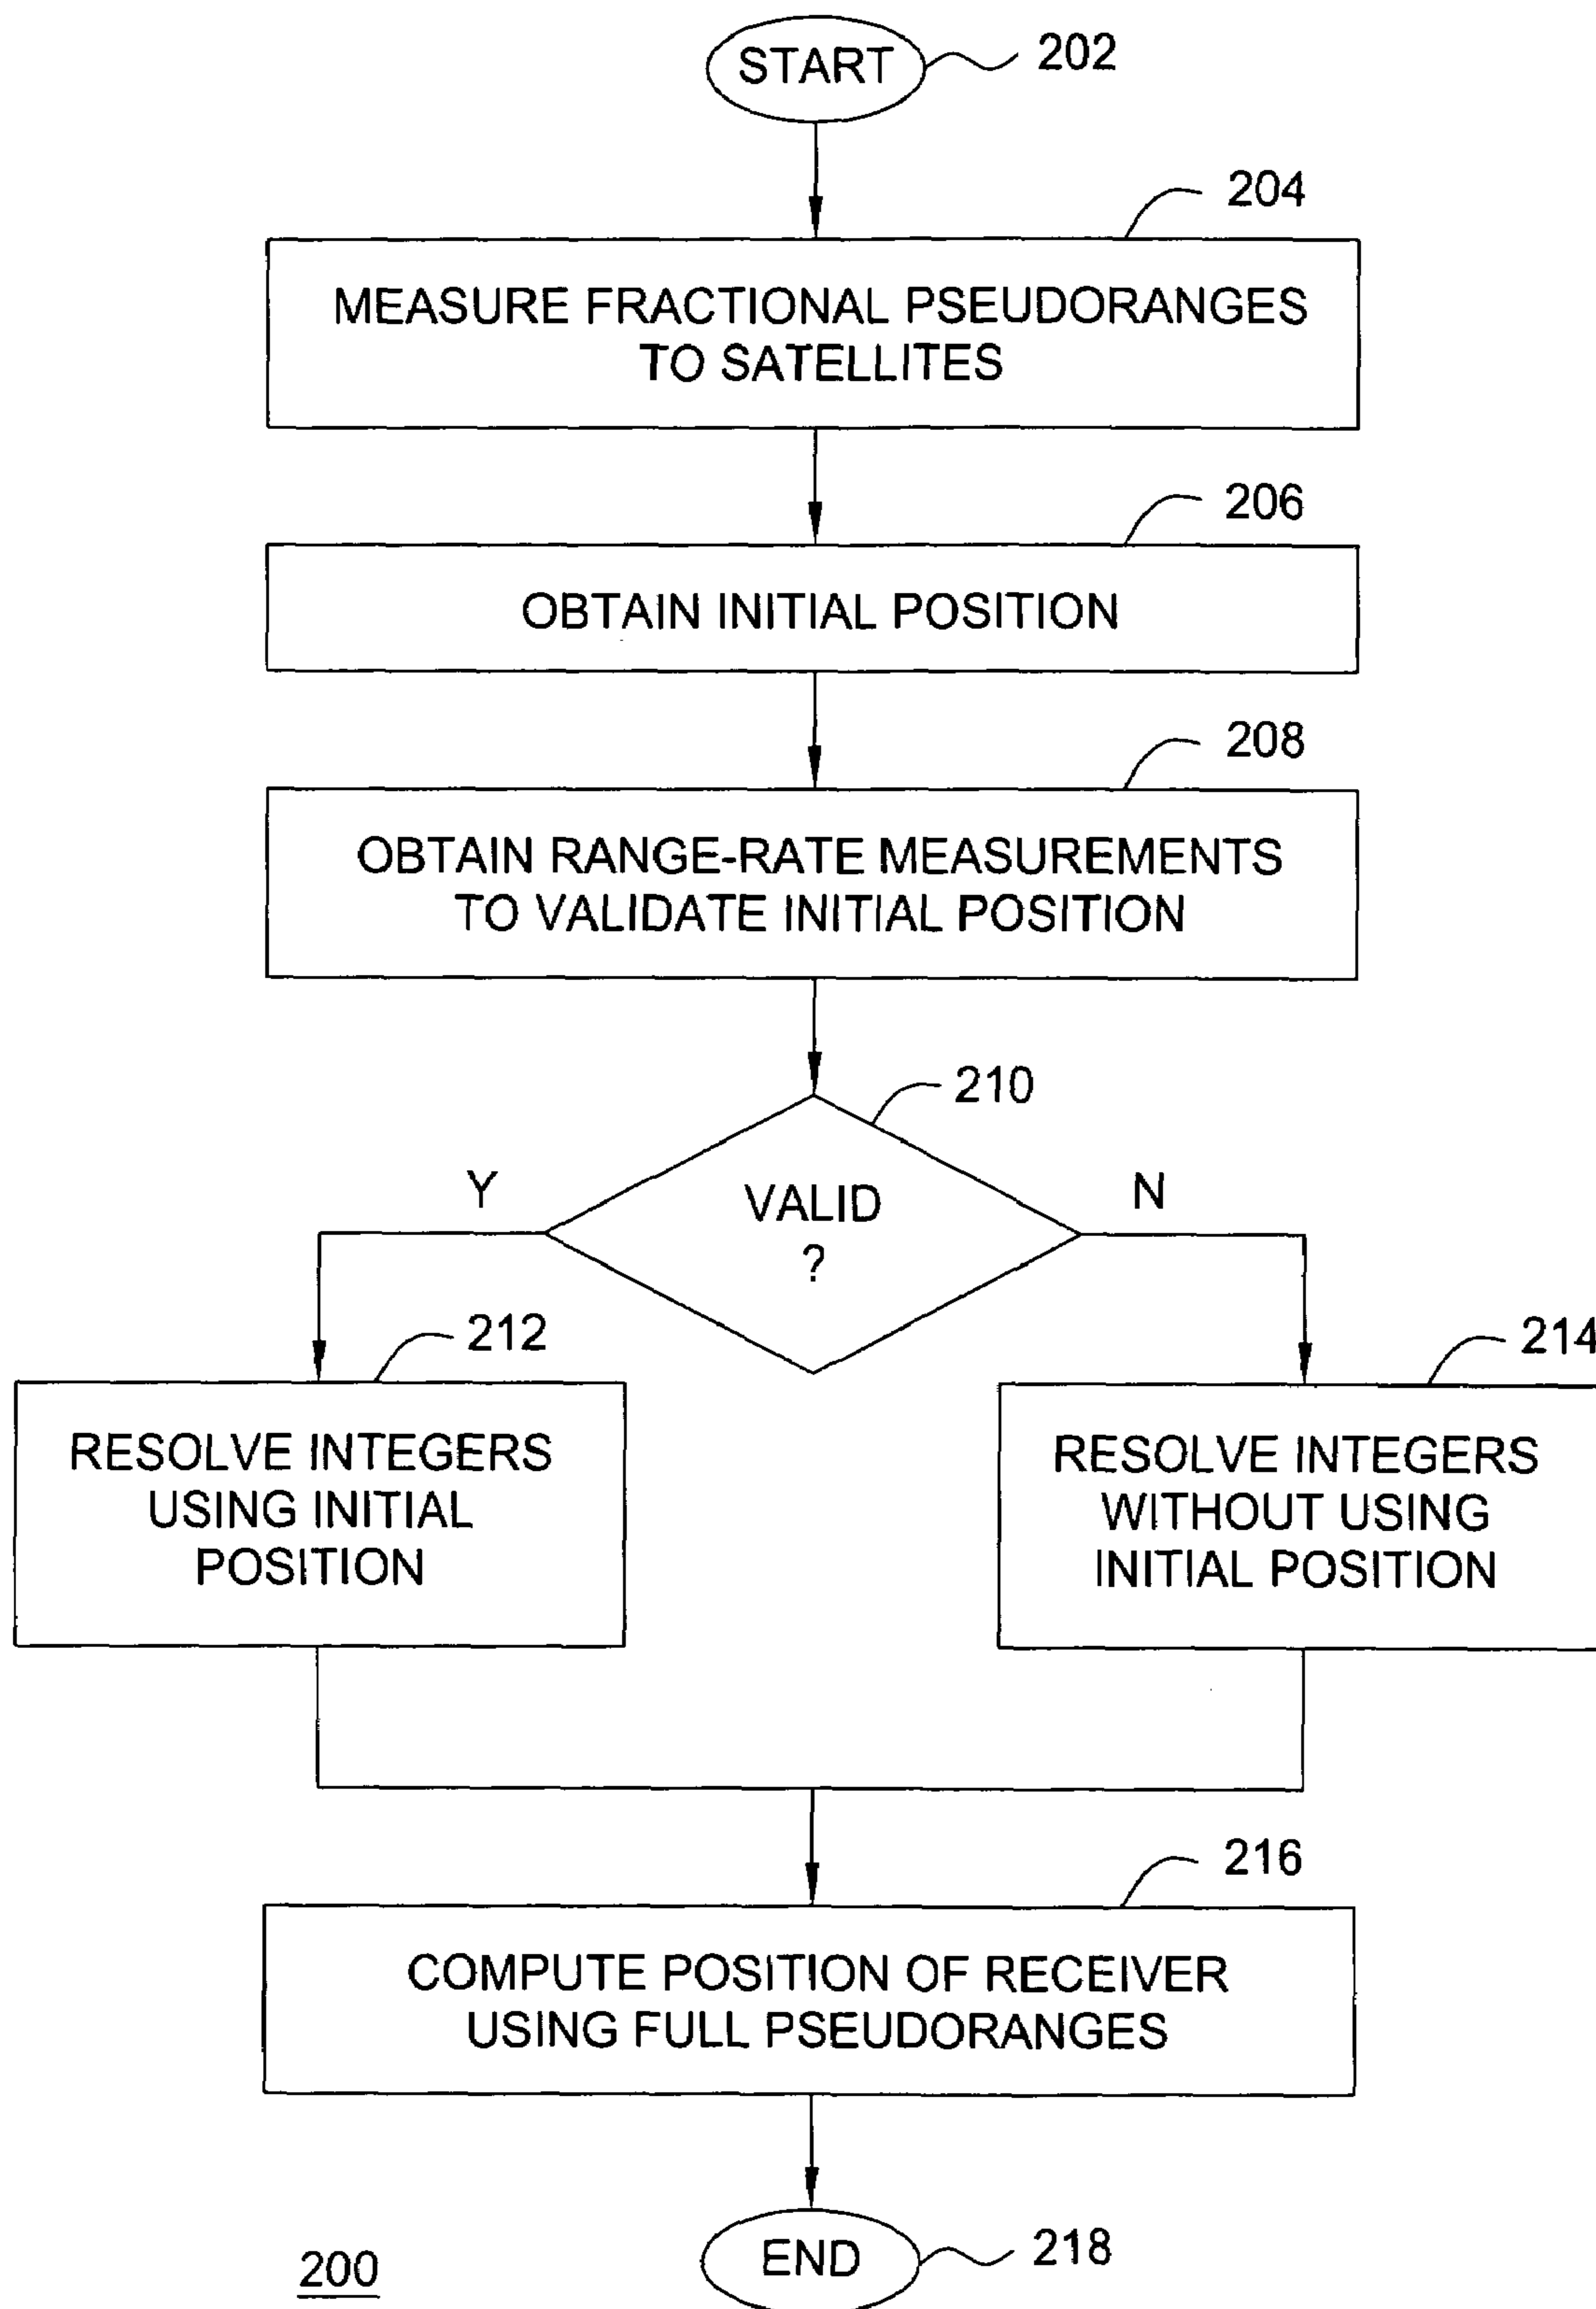 START
202
204
MEASURE FRACTIONAL PSEUDORANGES
TO SATELLITES
206
OBTAIN INITIAL POSITION
208
OBTAIN RANGE-RATE MEASUREMENTS
TO VALIDATE INITIAL POSITION
210
Y
VALID
?
N
212
RESOLVE INTEGERS
USING INITIAL
POSITION
214
RESOLVE INTEGERS
WITHOUT USING
INITIAL POSITION
216
COMPUTE POSITION OF RECEIVER
USING FULL PSEUDORANGES
END
218
200